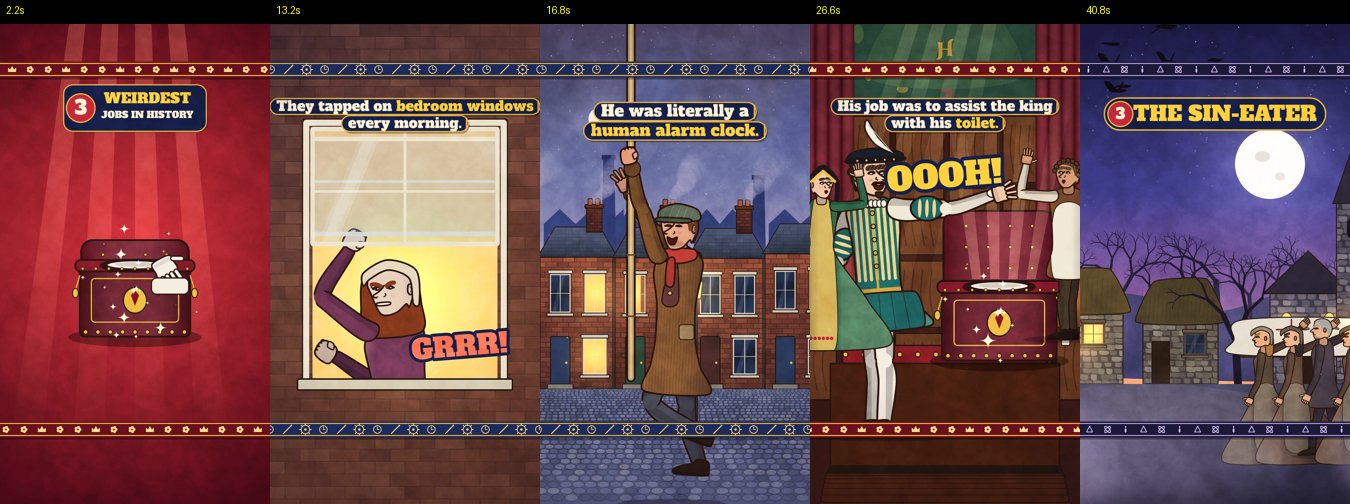 2.2s
13.2s
16.8s
26.6s
40.8s
3
WEIRDEST
JOBS IN HISTORY
They tapped on bedroom windows
every morning.
GRRR!
He was literally a
human alarm clock.
H
His job was to assist the king
with his toilet.
OOOH!
3 THE SIN-EATER